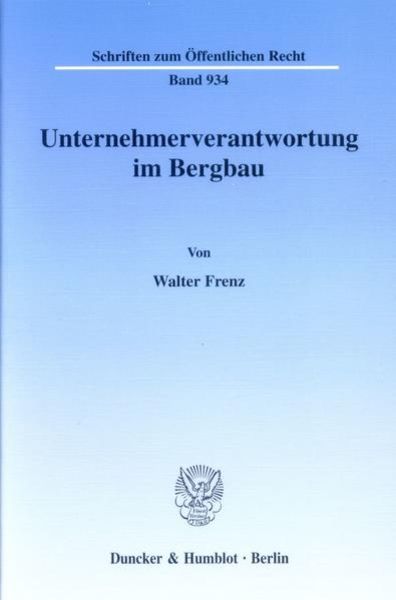 Schriften zum Öffentlichen Recht
Band 934
Unternehmerverantwortung
im Bergbau
Von
Walter Frenz
Duncker & Humblot · Berlin